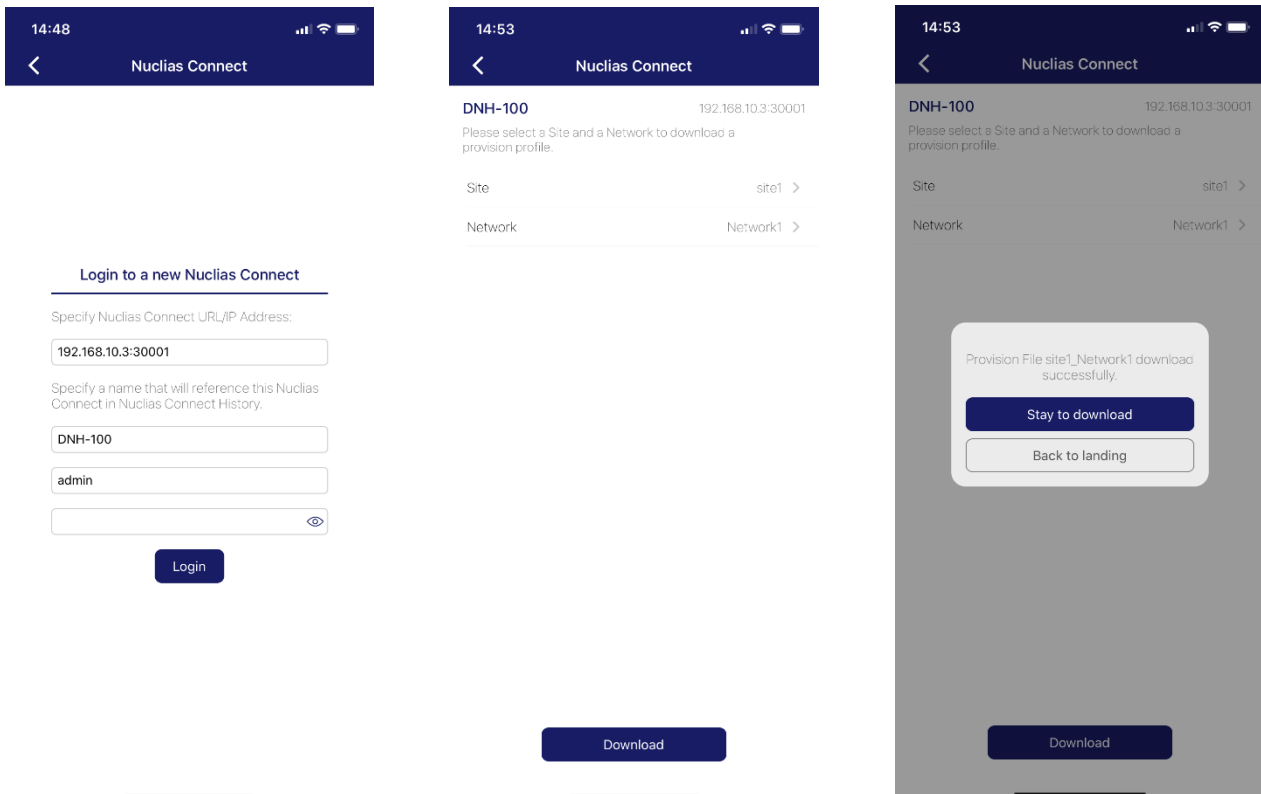 14:48
Nuclias Connect
Login to a new Nuclias Connect
Specify Nuclias Connect URL/IP Address:
192.168.10.3:30001
Specify a name that will reference this Nuclias
Connect in Nuclias Connect History.
DNH-100
admin
Login
14:53
Nuclias Connect
DNH-100 192.168.10.3:30001
Please select a Site and a Network to download a
provision profile.
Site site1
Network Network1
Download
14:53
Nuclias Connect
DNH-100 192.168.10.3:30001
Please select a Site and a Network to download a
provision profile.
Site site1
Network Network1
Provision File site1_Network1 download
successfully.
Stay to download
Back to landing
Download